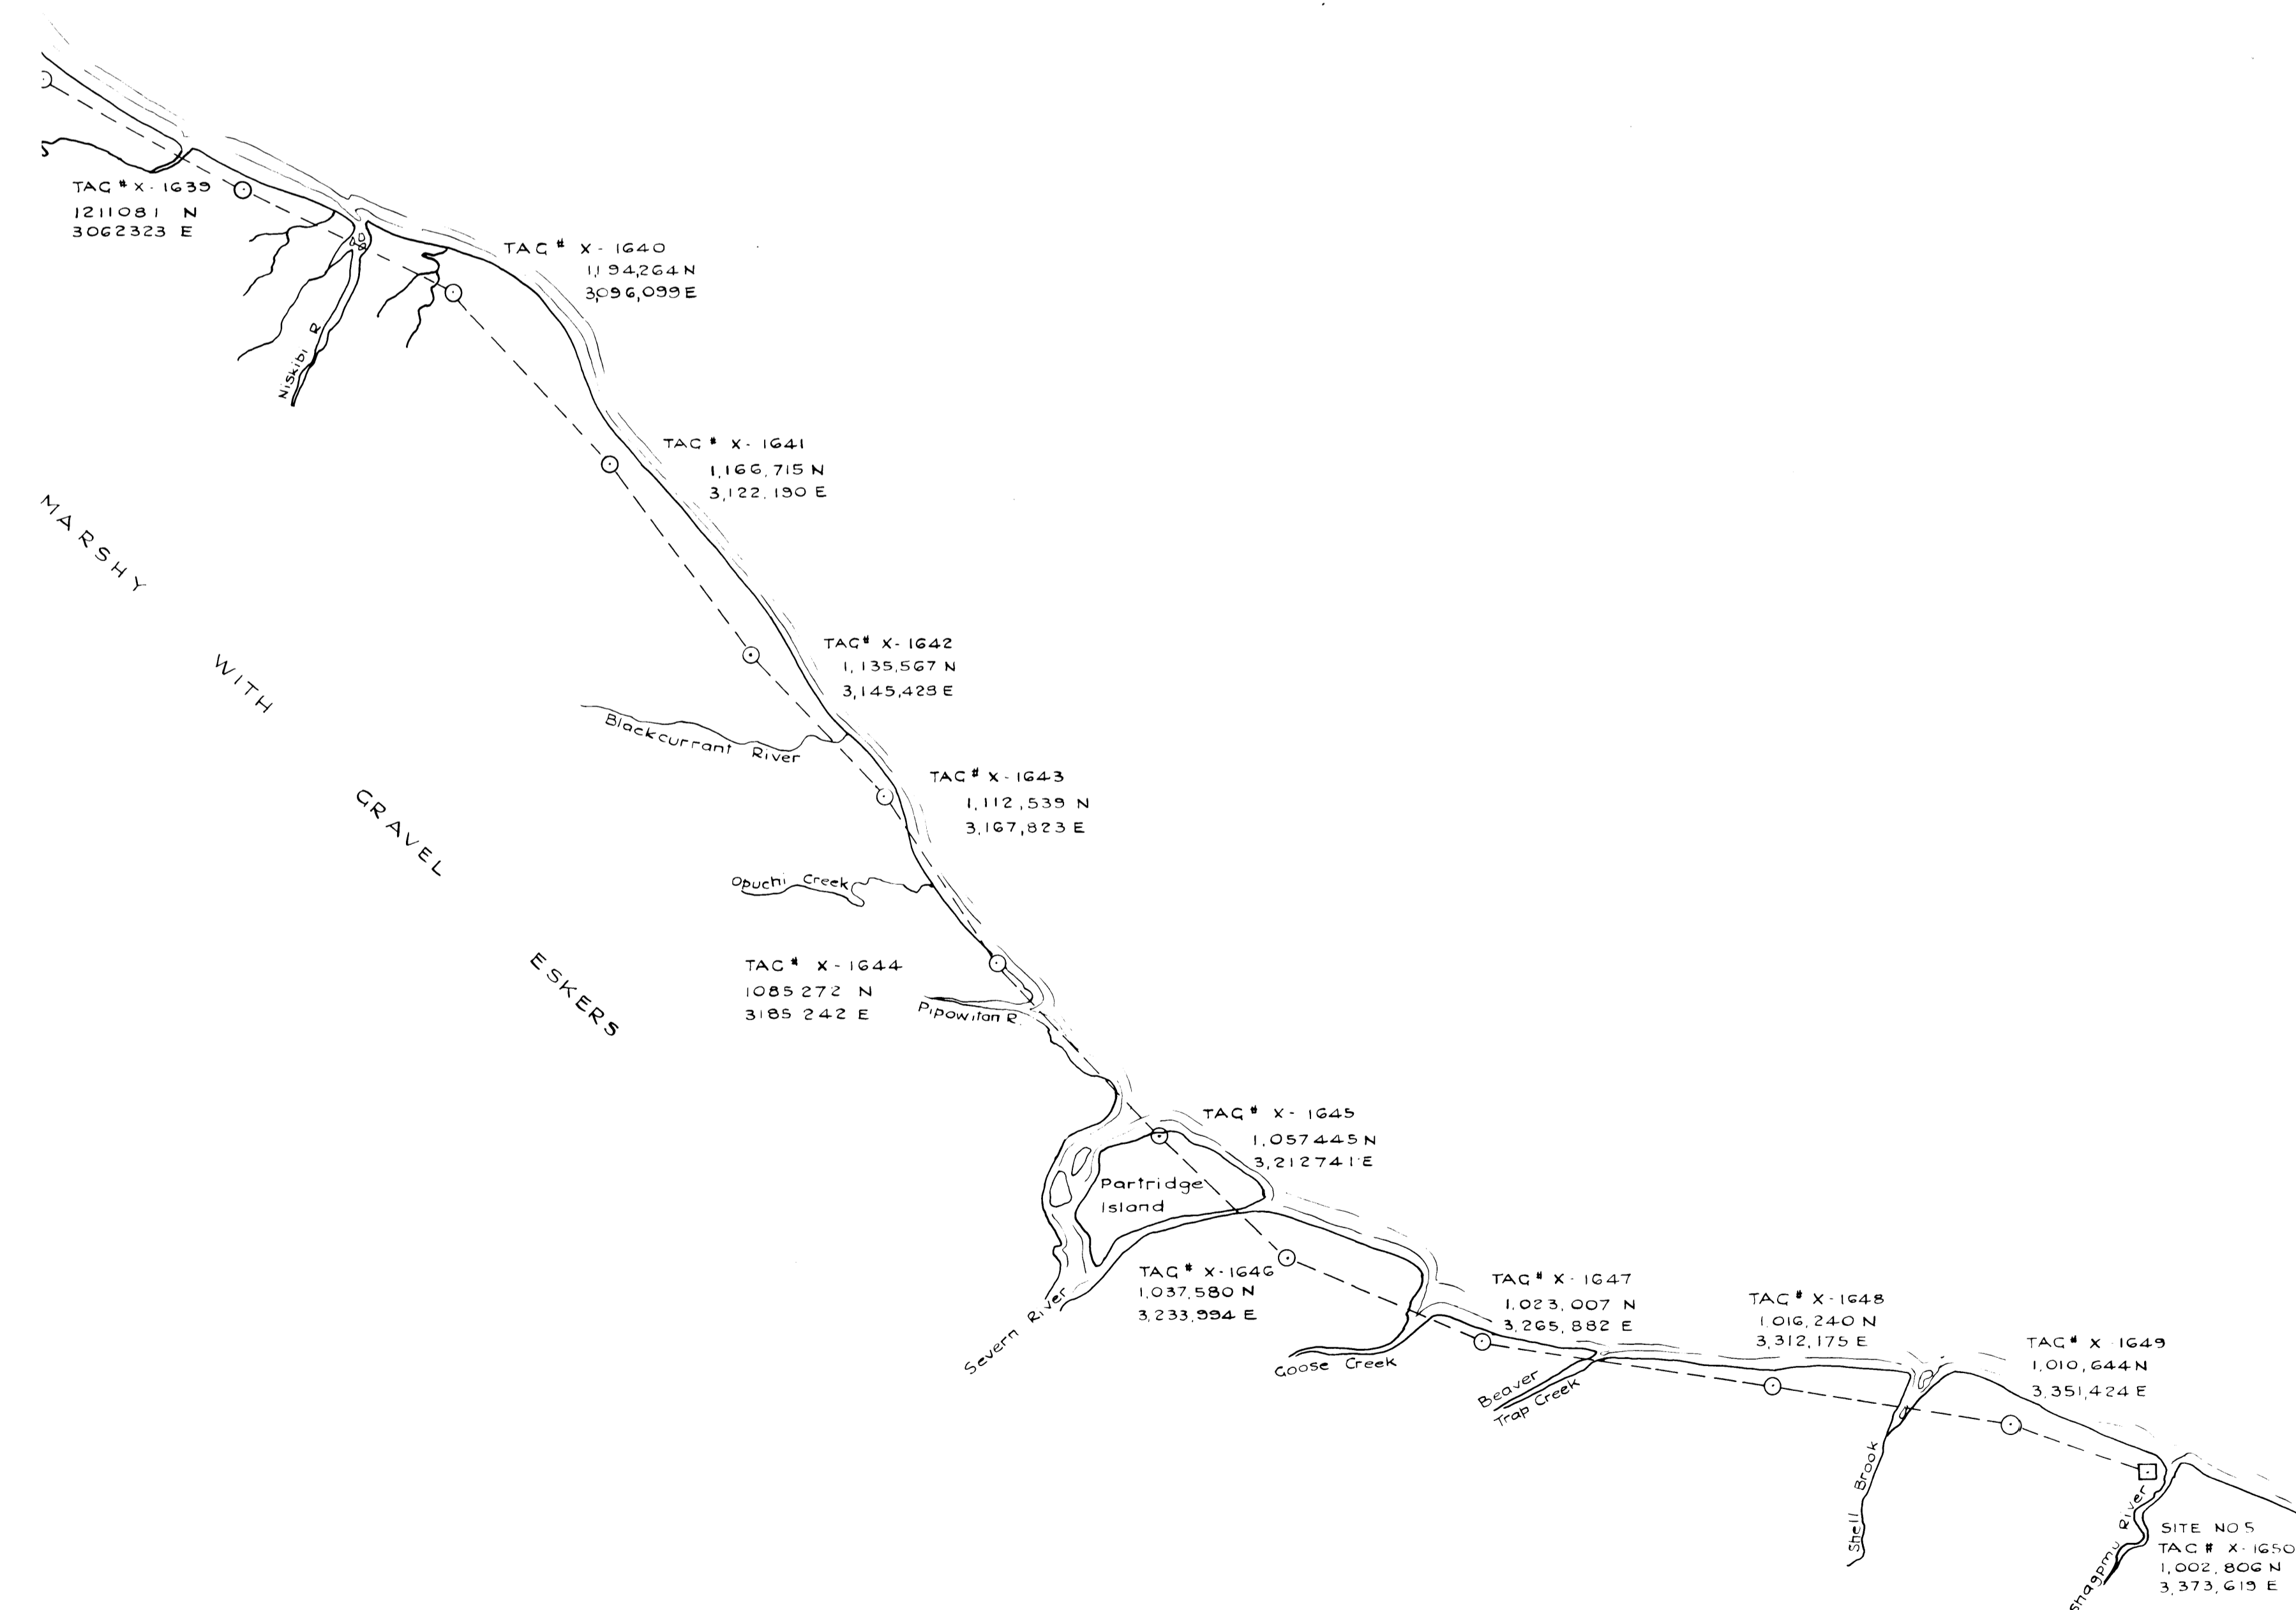 TAG # X-1639
1211081 N
3062323 E
TAG # X-1640
1,194,264 N
3,096,099 E
Niskibi R
TAG # X-1641
1,166,715 N
3,122,190 E
MARSHY
WITH
GRAVEL
ESKERS
TAG # X-1642
1,135,567 N
3,145,428 E
Blackcurrant River
TAG # X-1643
1,112,539 N
3,167,823 E
Opuchi Creek
TAG # X-1644
1085 272 N
3185 242 E
Pipowitan R.
TAG # X-1645
1,057445 N
3,212741 E
Partridge
Island
TAG # X-1646
1,037,580 N
3,233,994 E
Severn River
Goose Creek
TAG # X-1647
1,023,007 N
3,265,882 E
Beaver
Trap Creek
TAG # X-1648
1,016,240 N
3,312,175 E
Shell Brook
TAG # X-1649
1,010,644 N
3,351,424 E
River
SITE NO 5
TAG # X-1650
1,002,806 N
3,373,619 E